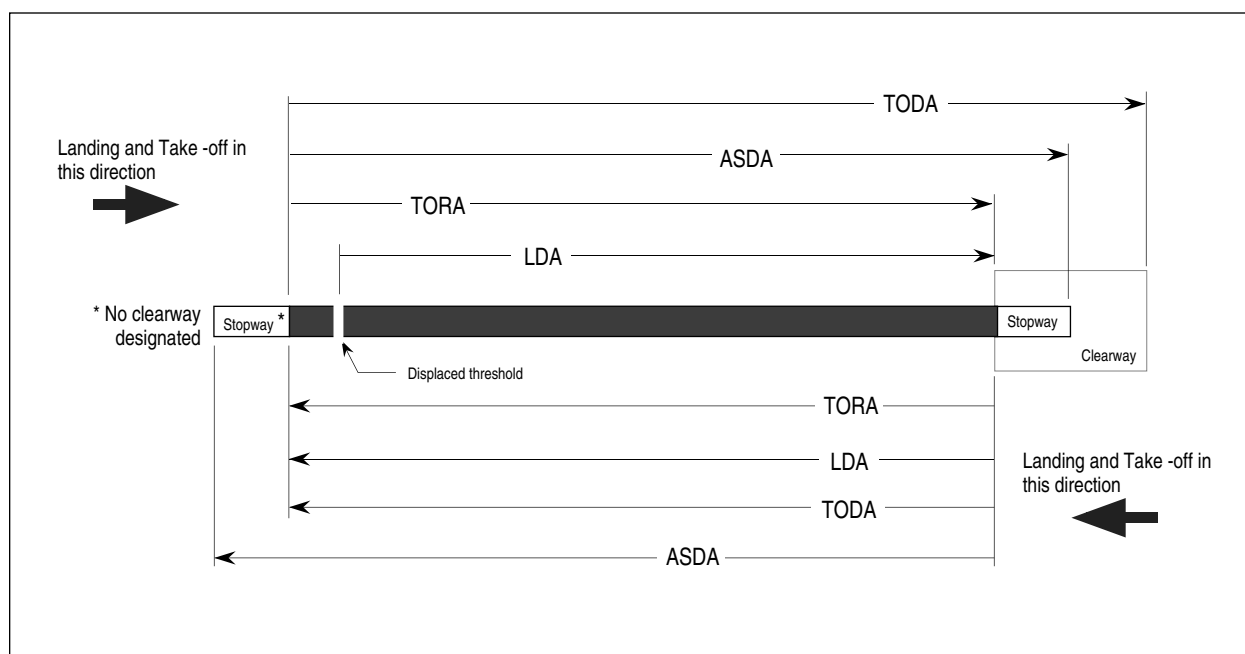 TODA
Landing and Take -off in
this direction
ASDA
TORA
LDA
* No clearway
designated
Stopway *
Stopway
Clearway
Displaced threshold
TORA
LDA
Landing and Take -off in
this direction
TODA
ASDA